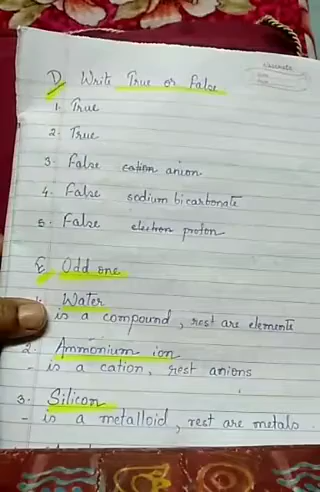 classmate
D) Write True or False
1. True
2. True
3. False cation anion
4. False sodium bicarbonate
5. False electron proton
E, Odd one
Water
is a compound, rest are elements
2. Ammonium ion
- is a cation, rest anions
3. Silicon
- is a metalloid, rest are metals.